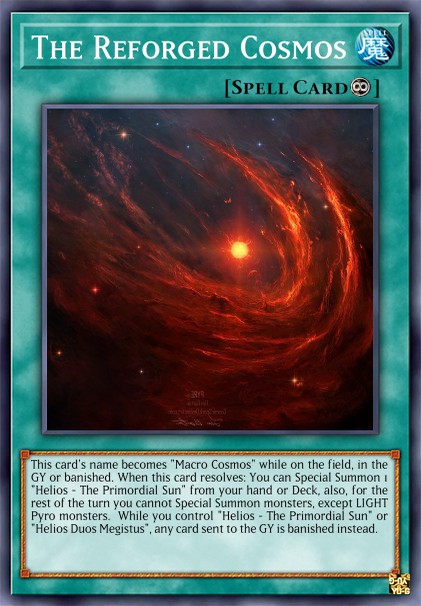 The Reforged Cosmos
SPELL
魔
[Spell Card]
This card's name becomes "Macro Cosmos" while on the field, in the
GY or banished. When this card resolves: You can Special Summon 1
"Helios - The Primordial Sun" from your hand or Deck, also, for the
rest of the turn you cannot Special Summon monsters, except LIGHT
Pyro monsters. While you control "Helios - The Primordial Sun" or
"Helios Duos Megistus", any card sent to the GY is banished instead.